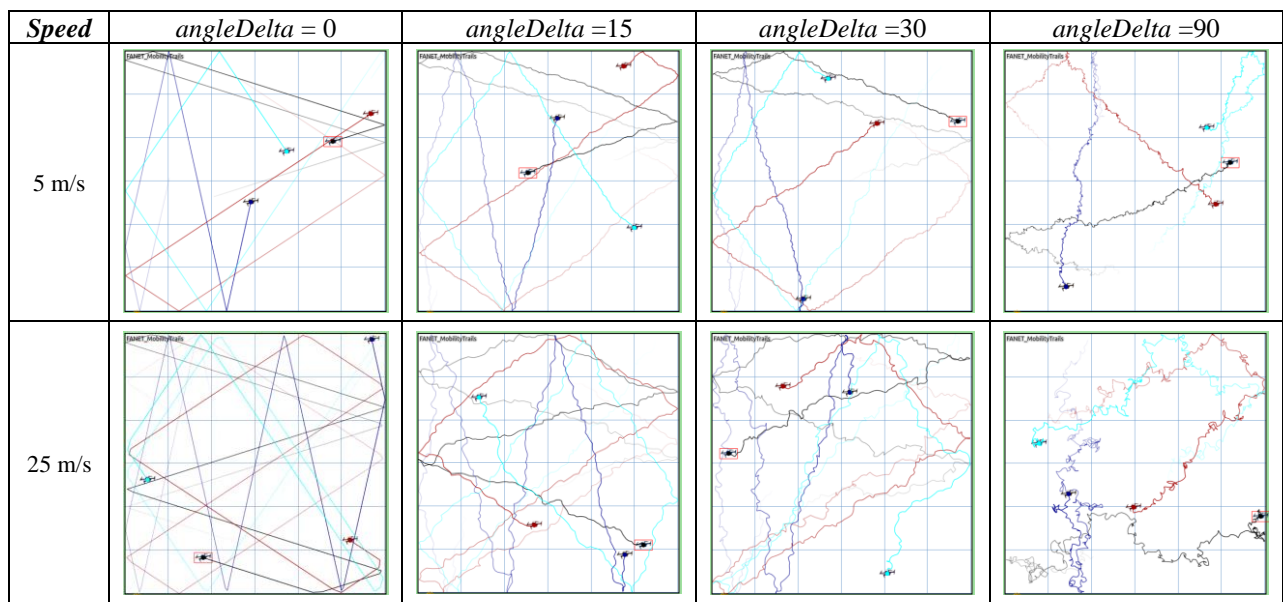 Speed angleDelta = 0 angleDelta =15 angleDelta =30 angleDelta =90
5 m/s
FANET_MobilityTrails FANET_MobilityTrails FANET_MobilityTrails FANET_MobilityTrails
25 m/s
FANET_MobilityTrails FANET_MobilityTrails FANET_MobilityTrails FANET_MobilityTrails